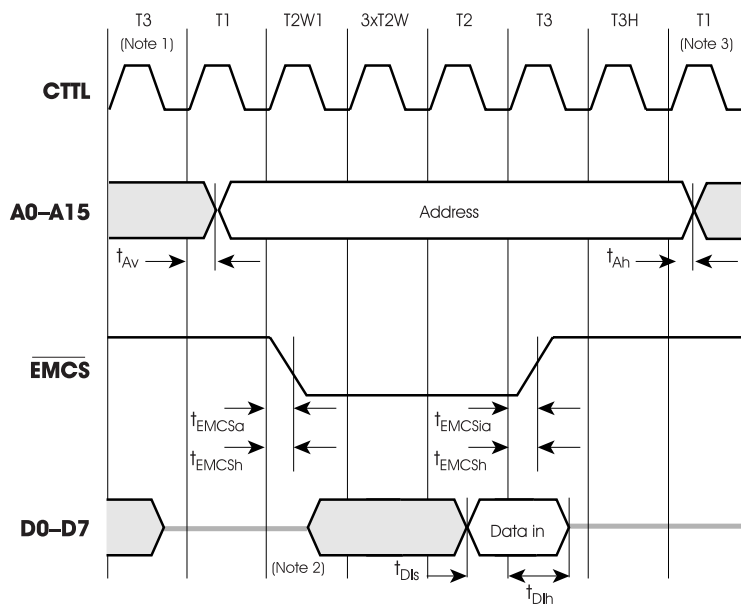 T3 T1 T2W1 3xT2W T2 T3 T3H T1
(Note 1) (Note 3)
CTTL
A0–A15 Address
tAv tAh
EMCS
tEMCSa tEMCSia
tEMCSh tEMCSh
D0–D7 Data in
(Note 2) tDIs
tDIh